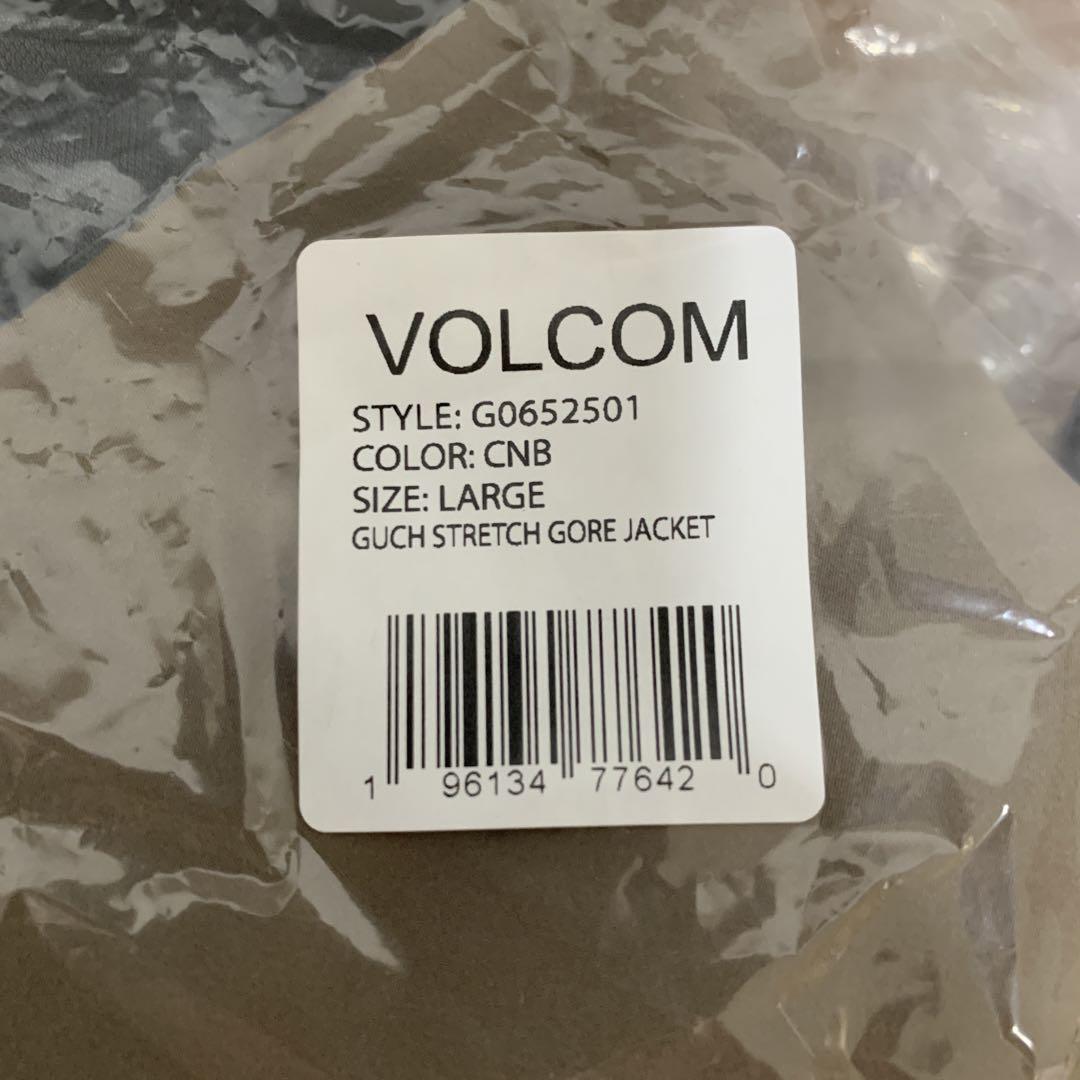 VOLCOM
STYLE: G0652501
COLOR: CNB
SIZE: LARGE
GUCH STRETCH GORE JACKET
1 96134 77642 0